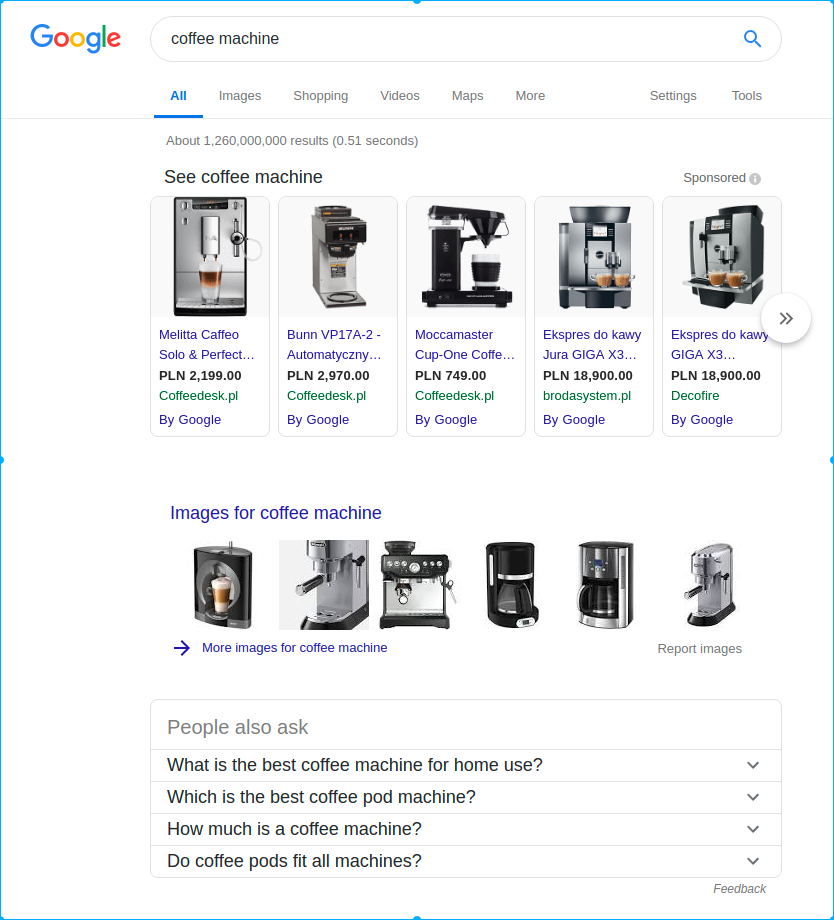 Google
coffee machine
All Images Shopping Videos Maps More Settings Tools
About 1,260,000,000 results (0.51 seconds)
See coffee machine Sponsored
Melitta Caffeo Bunn VP17A-2 - Moccamaster Ekspres do kawy Ekspres do kawy
Solo & Perfect… Automatyczny… Cup-One Coffe… Jura GIGA X3… GIGA X3…
PLN 2,199.00 PLN 2,970.00 PLN 749.00 PLN 18,900.00 PLN 18,900.00
Coffeedesk.pl Coffeedesk.pl Coffeedesk.pl brodasystem.pl Decofire
By Google By Google By Google By Google By Google
Images for coffee machine
More images for coffee machine Report images
People also ask
What is the best coffee machine for home use?
Which is the best coffee pod machine?
How much is a coffee machine?
Do coffee pods fit all machines?
Feedback